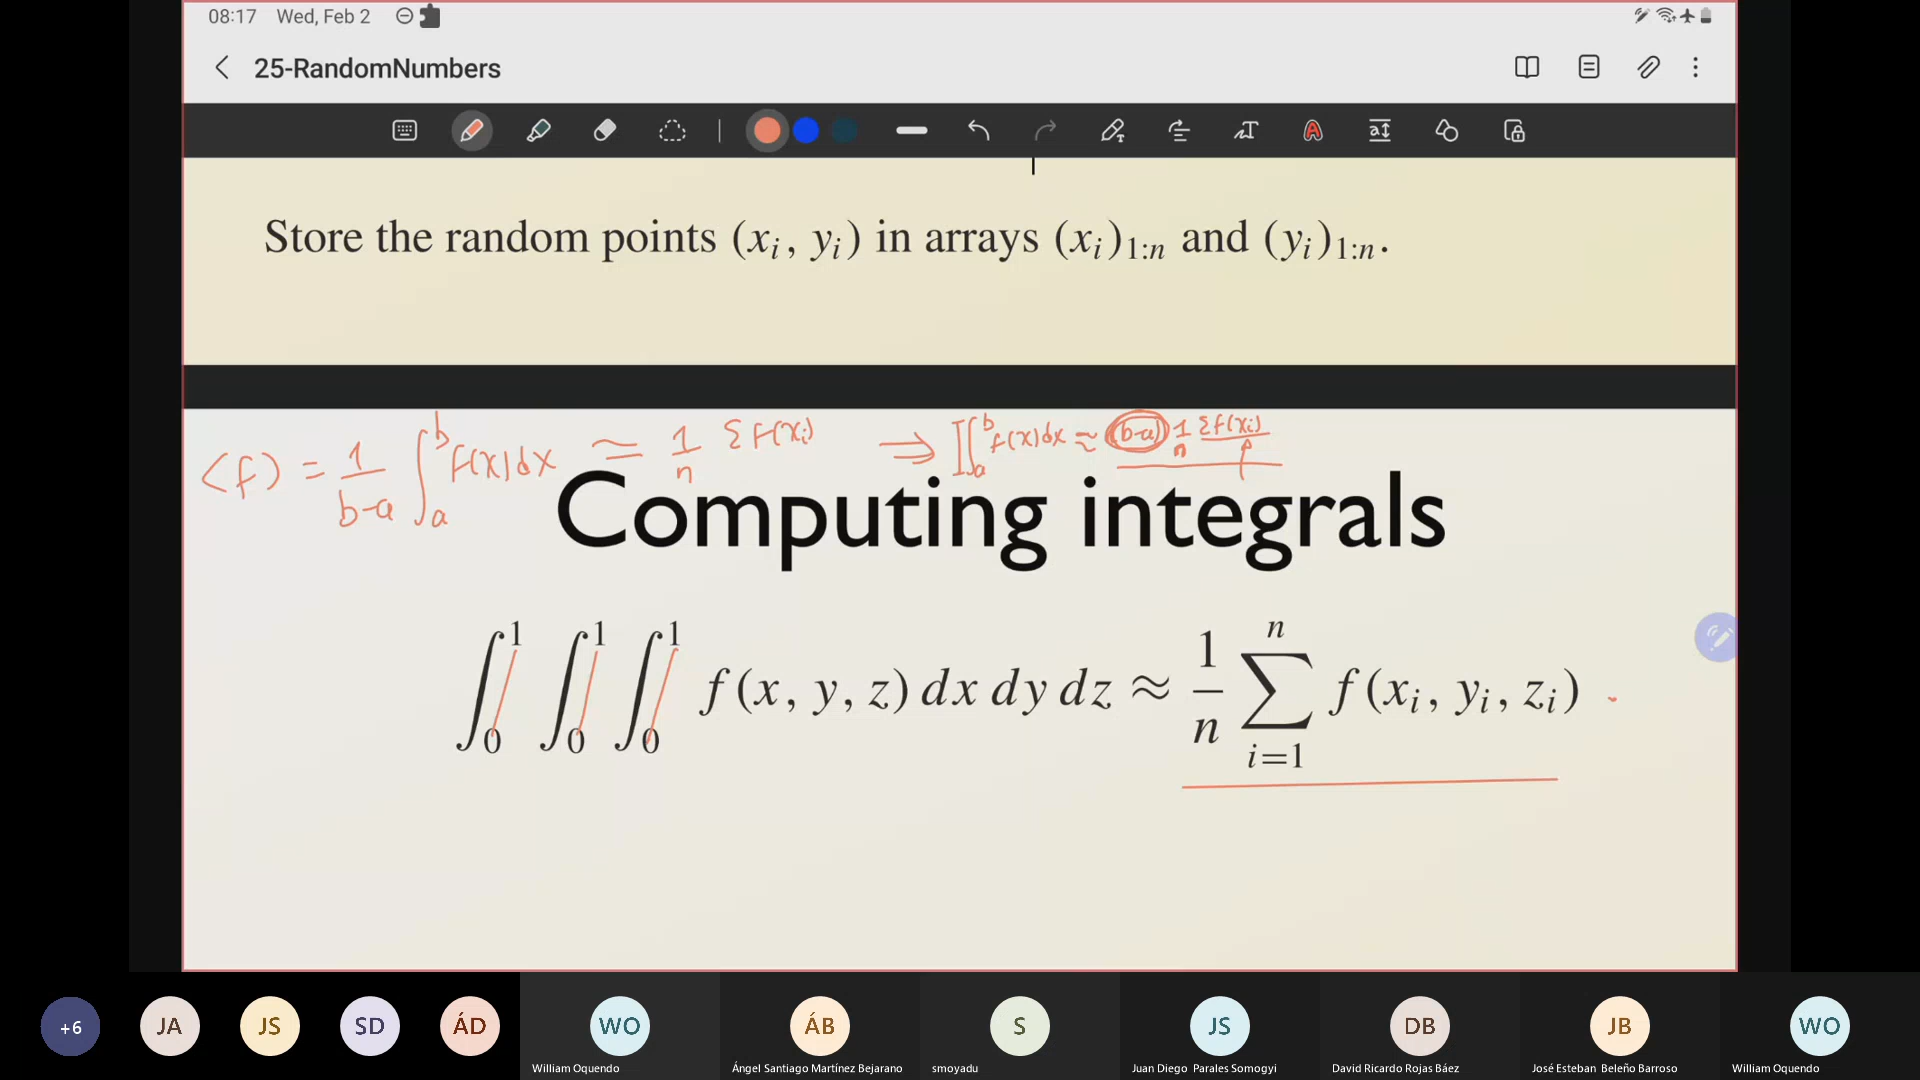 08:17 Wed, Feb 2
25-RandomNumbers
Store the random points (xᵢ, yᵢ) in arrays (xᵢ)₁:ₙ and (yᵢ)₁:ₙ.
⟨f⟩ = 1/(b-a) ∫ₐᵇ f(x)dx ≈ 1/n Σf(xᵢ) ⇒ ∫ₐᵇ f(x)dx ≈ (b-a) 1/n Σf(xᵢ)
Computing integrals
∫₀¹ ∫₀¹ ∫₀¹ f(x, y, z) dx dy dz ≈ 1/n ∑ᵢ₌₁ⁿ f(xᵢ, yᵢ, zᵢ)
+6 JA JS SD ÁD WO ÁB S JS DB JB WO
William Oquendo Ángel Santiago Martínez Bejarano smoyadu Juan Diego Parales Somogyi David Ricardo Rojas Báez José Esteban Beleño Barroso William Oquendo